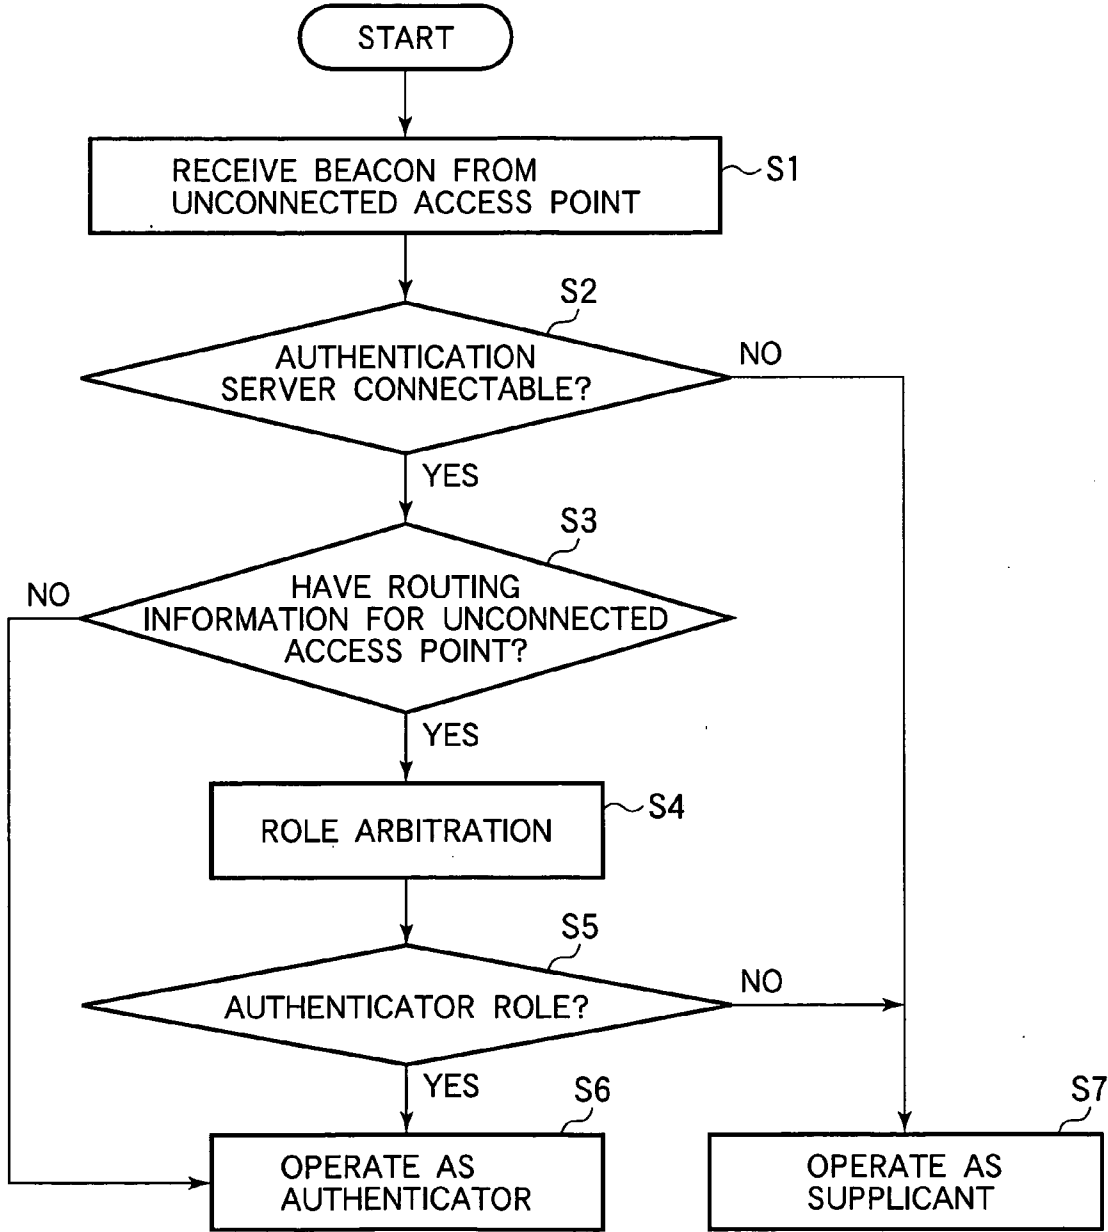 START
RECEIVE BEACON FROM
UNCONNECTED ACCESS POINT
S1
S2
AUTHENTICATION
SERVER CONNECTABLE?
NO
YES
S3
HAVE ROUTING
INFORMATION FOR UNCONNECTED
ACCESS POINT?
NO
YES
ROLE ARBITRATION
S4
S5
AUTHENTICATOR ROLE?
NO
YES
S6
OPERATE AS
AUTHENTICATOR
S7
OPERATE AS
SUPPLICANT